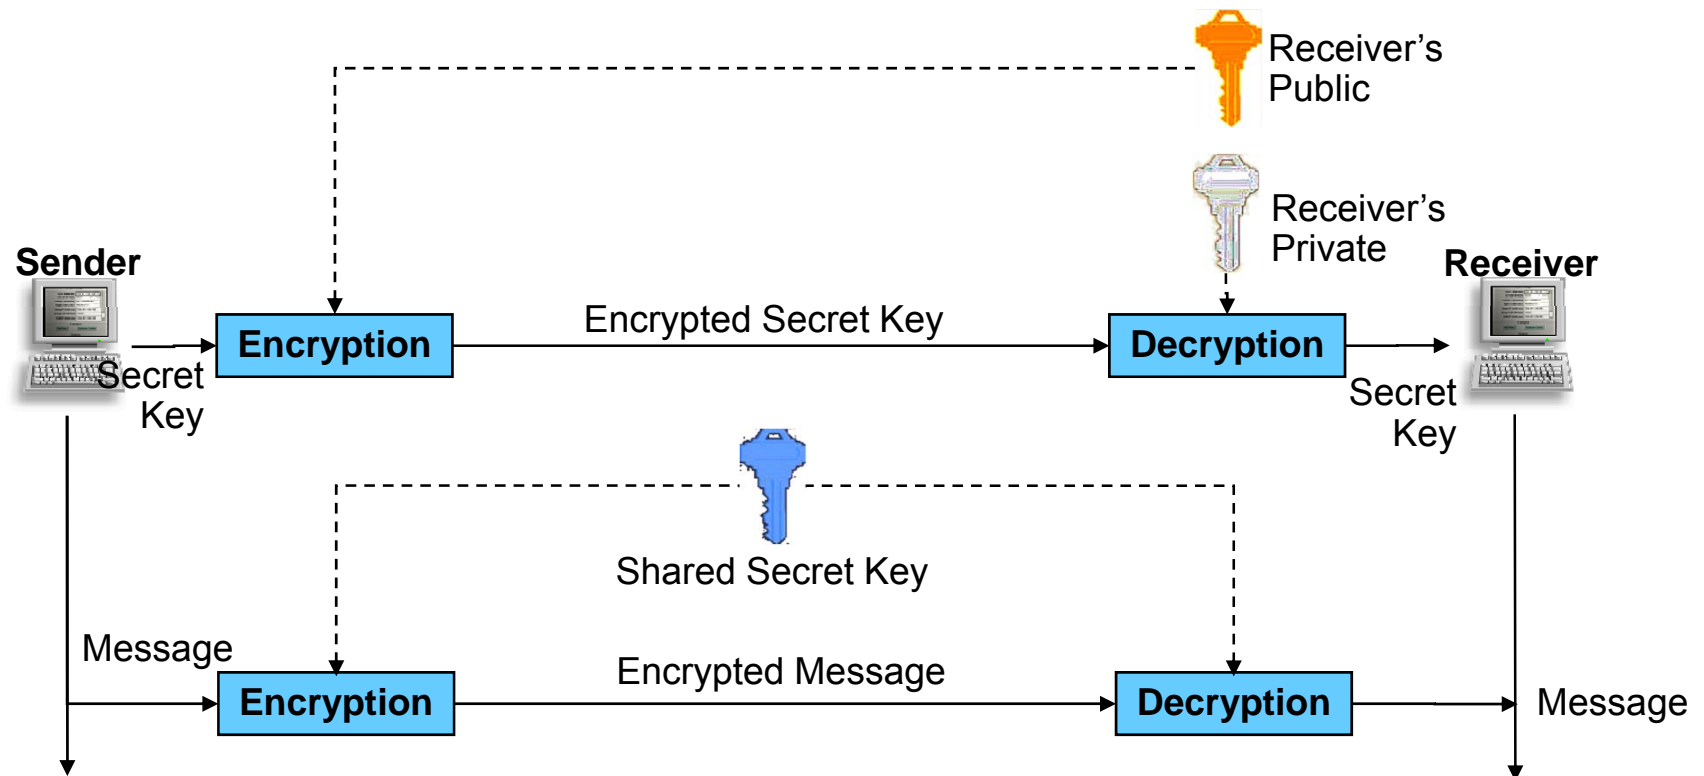 Receiver’s
Public
Receiver’s
Private
Sender
Receiver
Encryption
Encrypted Secret Key
Decryption
Secret
Key
Secret
Key
Shared Secret Key
Message
Encryption
Encrypted Message
Decryption
Message